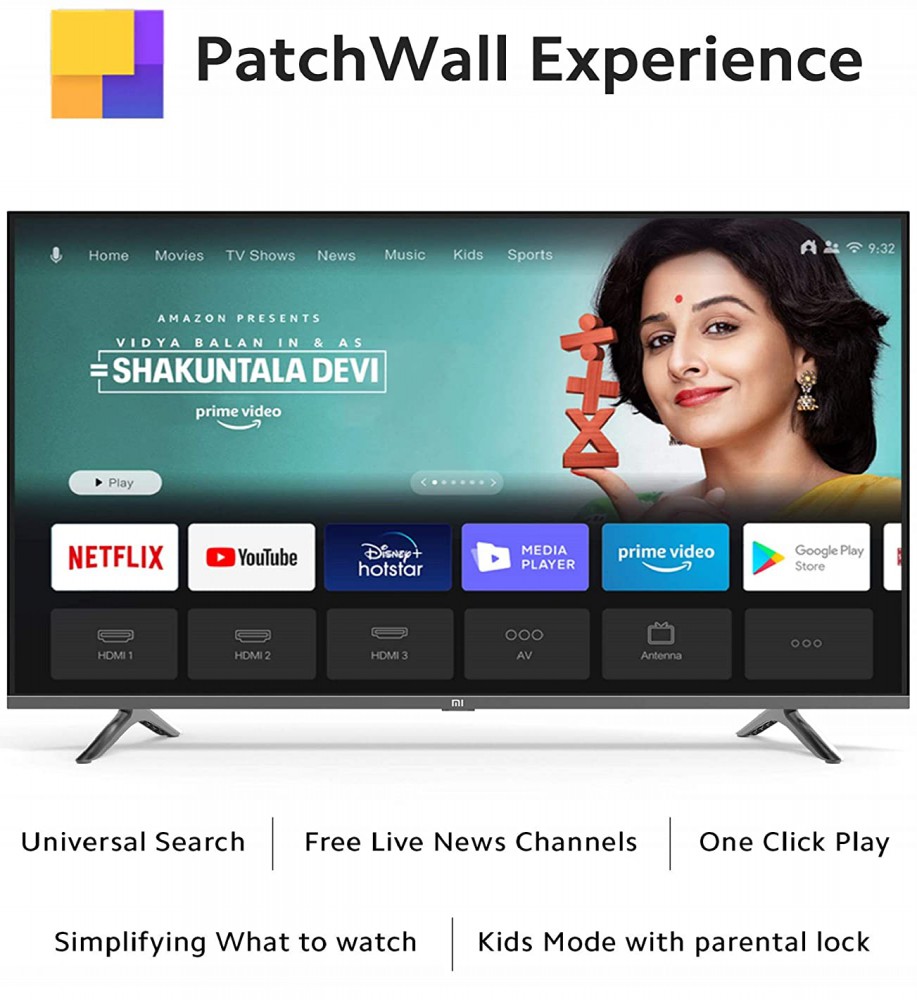 PatchWall Experience
Home Movies TV Shows News Music Kids Sports 9:32
AMAZON PRESENTS
VIDYA BALAN IN & AS
=SHAKUNTALA DEVI
prime video
Play
NETFLIX
YouTube
Disney+
hotstar
MEDIA
PLAYER
prime video
Google Play
Store
HDMI 1
HDMI 2
HDMI 3
AV
Antenna
mi
Universal Search
Free Live News Channels
One Click Play
Simplifying What to watch
Kids Mode with parental lock